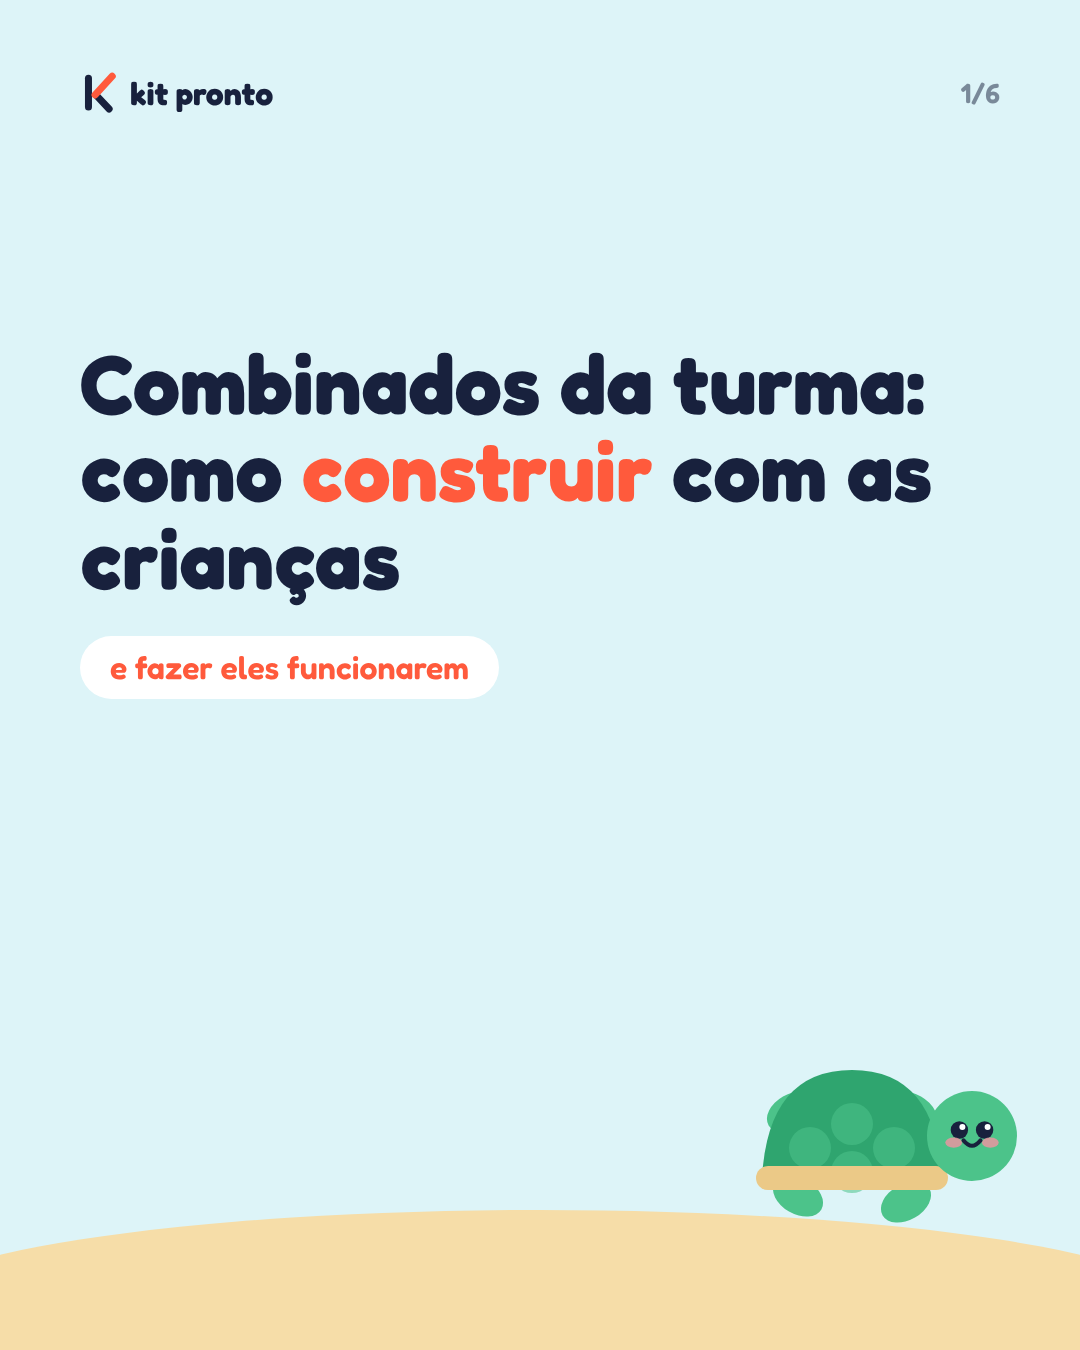 kit pronto
1/6
Combinados da turma:
como construir com as
crianças
e fazer eles funcionarem